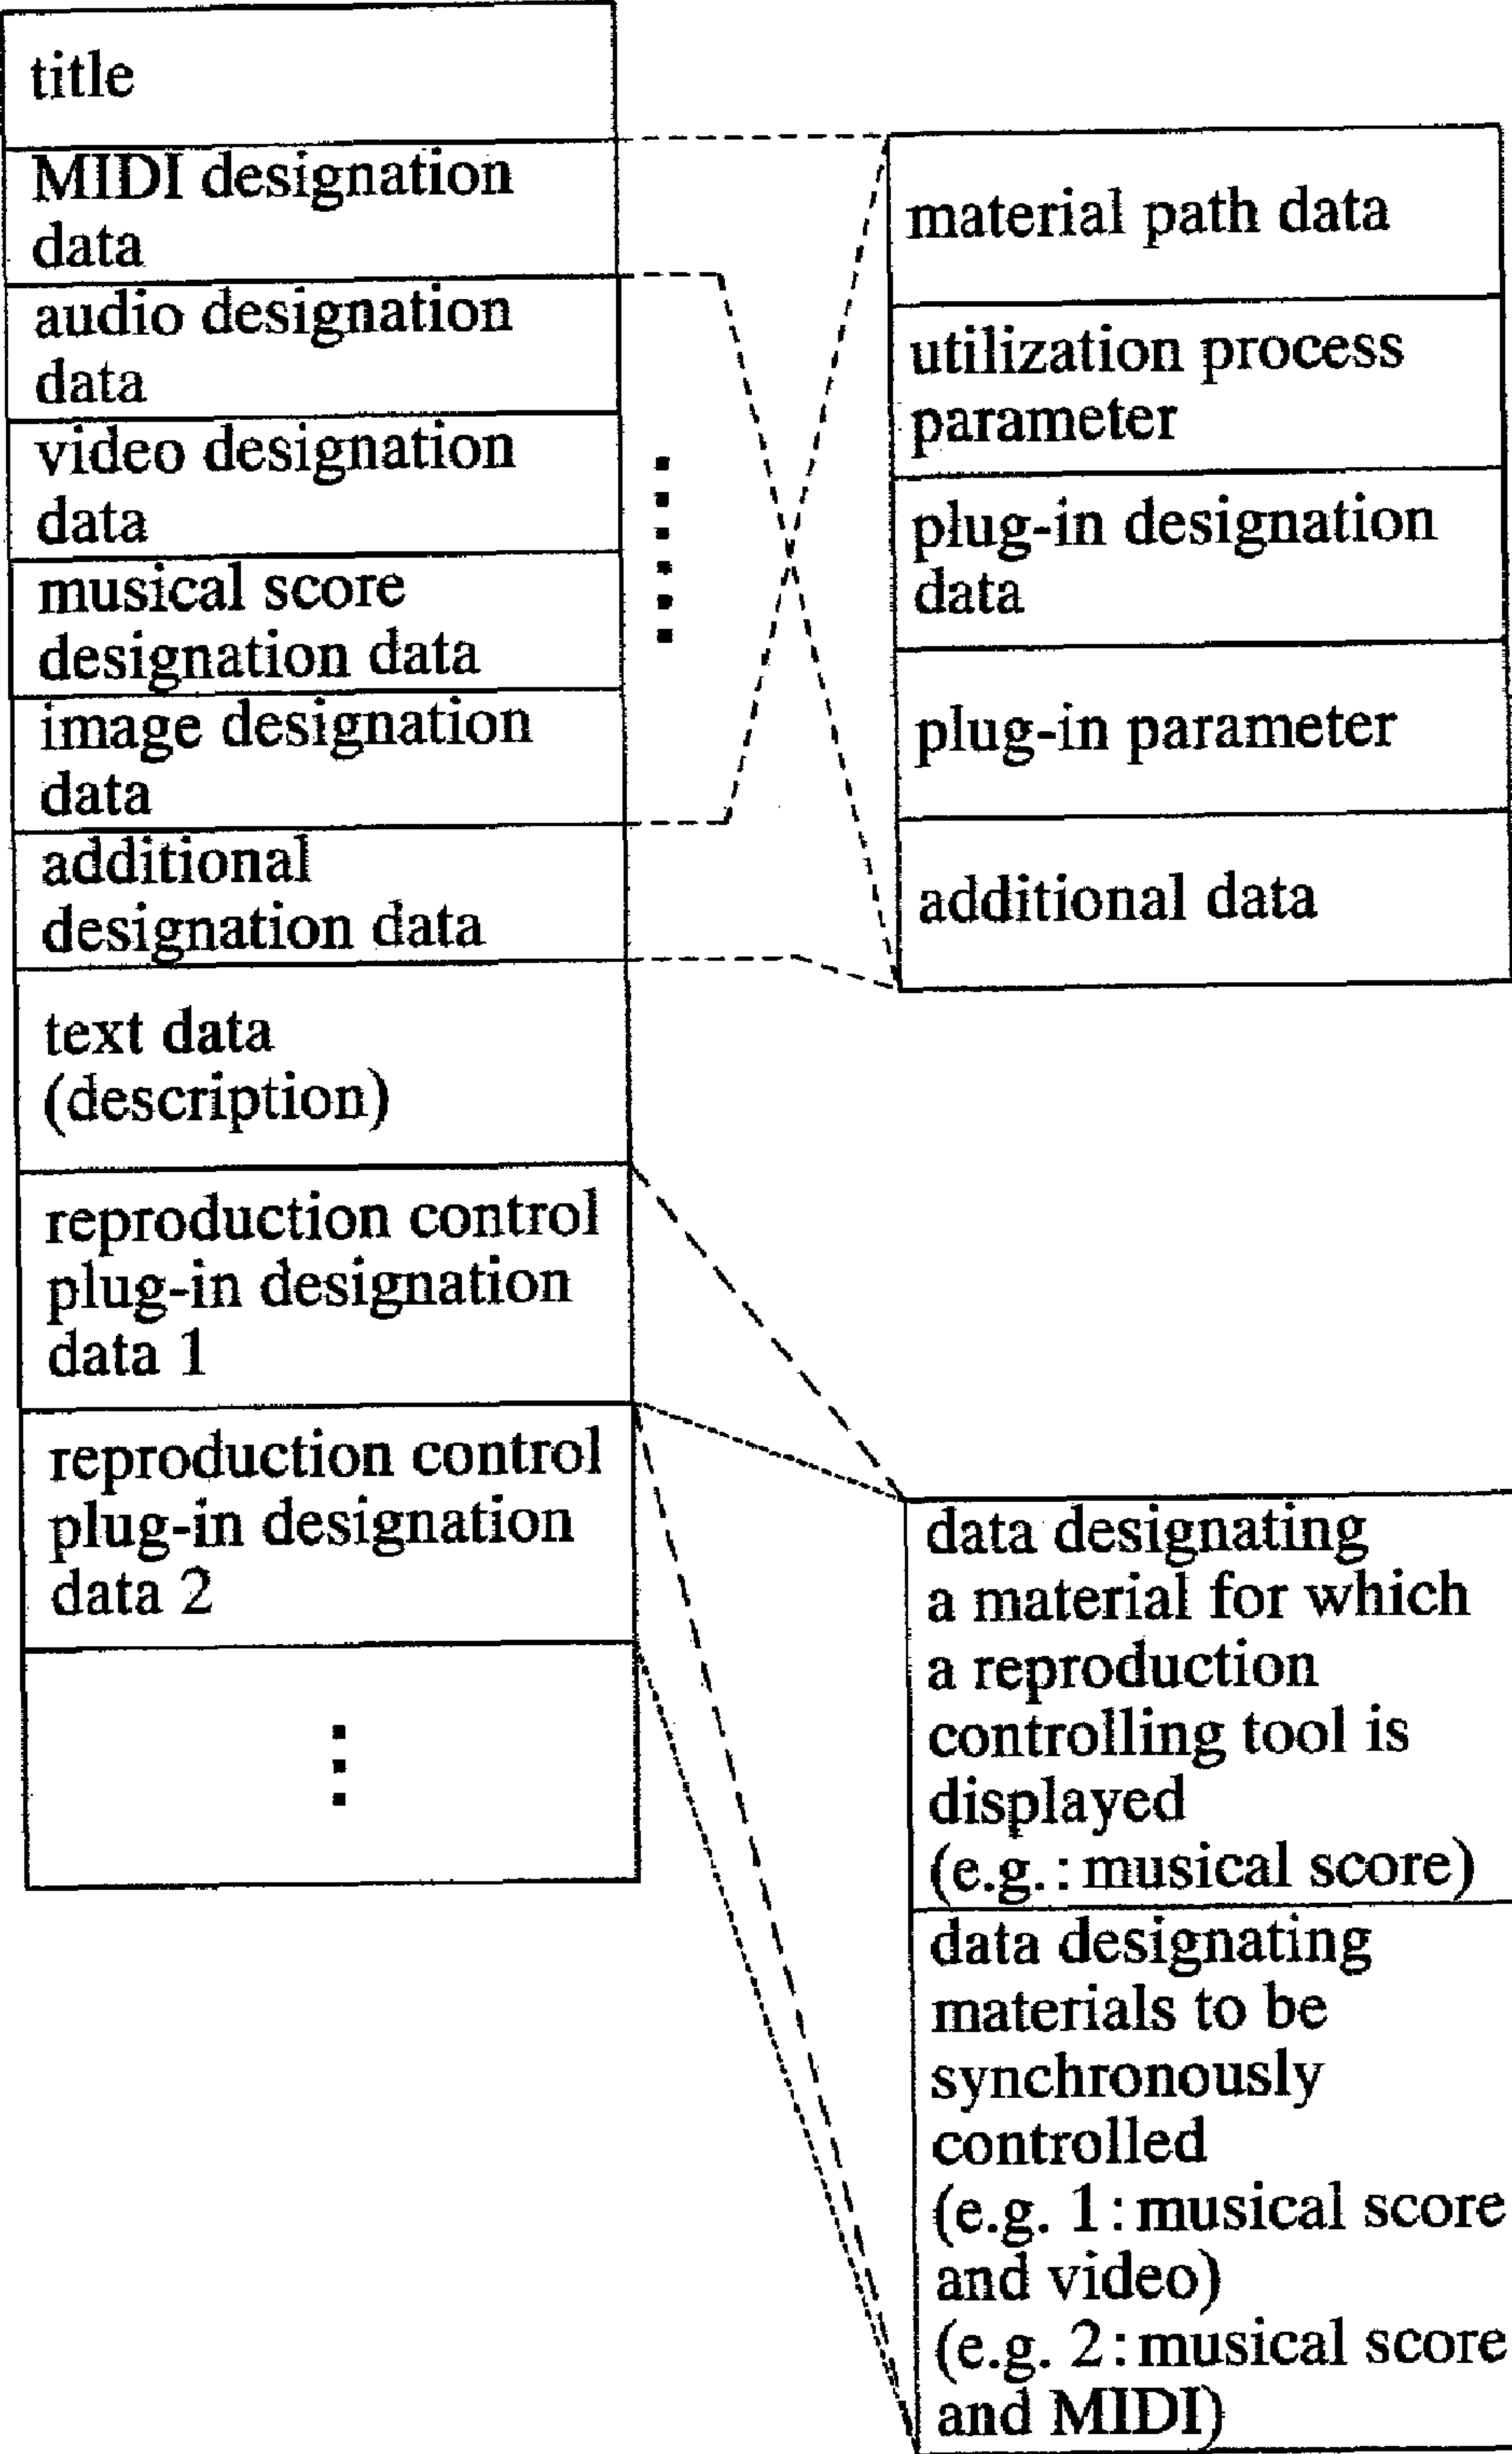 title
MIDI designation
data
audio designation
data
video designation
data
musical score
designation data
image designation
data
additional
designation data
text data
(description)
reproduction control
plug-in designation
data 1
reproduction control
plug-in designation
data 2
material path data
utilization process
parameter
plug-in designation
data
plug-in parameter
additional data
data designating
a material for which
a reproduction
controlling tool is
displayed
(e.g.: musical score)
data designating
materials to be
synchronously
controlled
(e.g. 1: musical score
and video)
(e.g. 2: musical score
and MIDI)